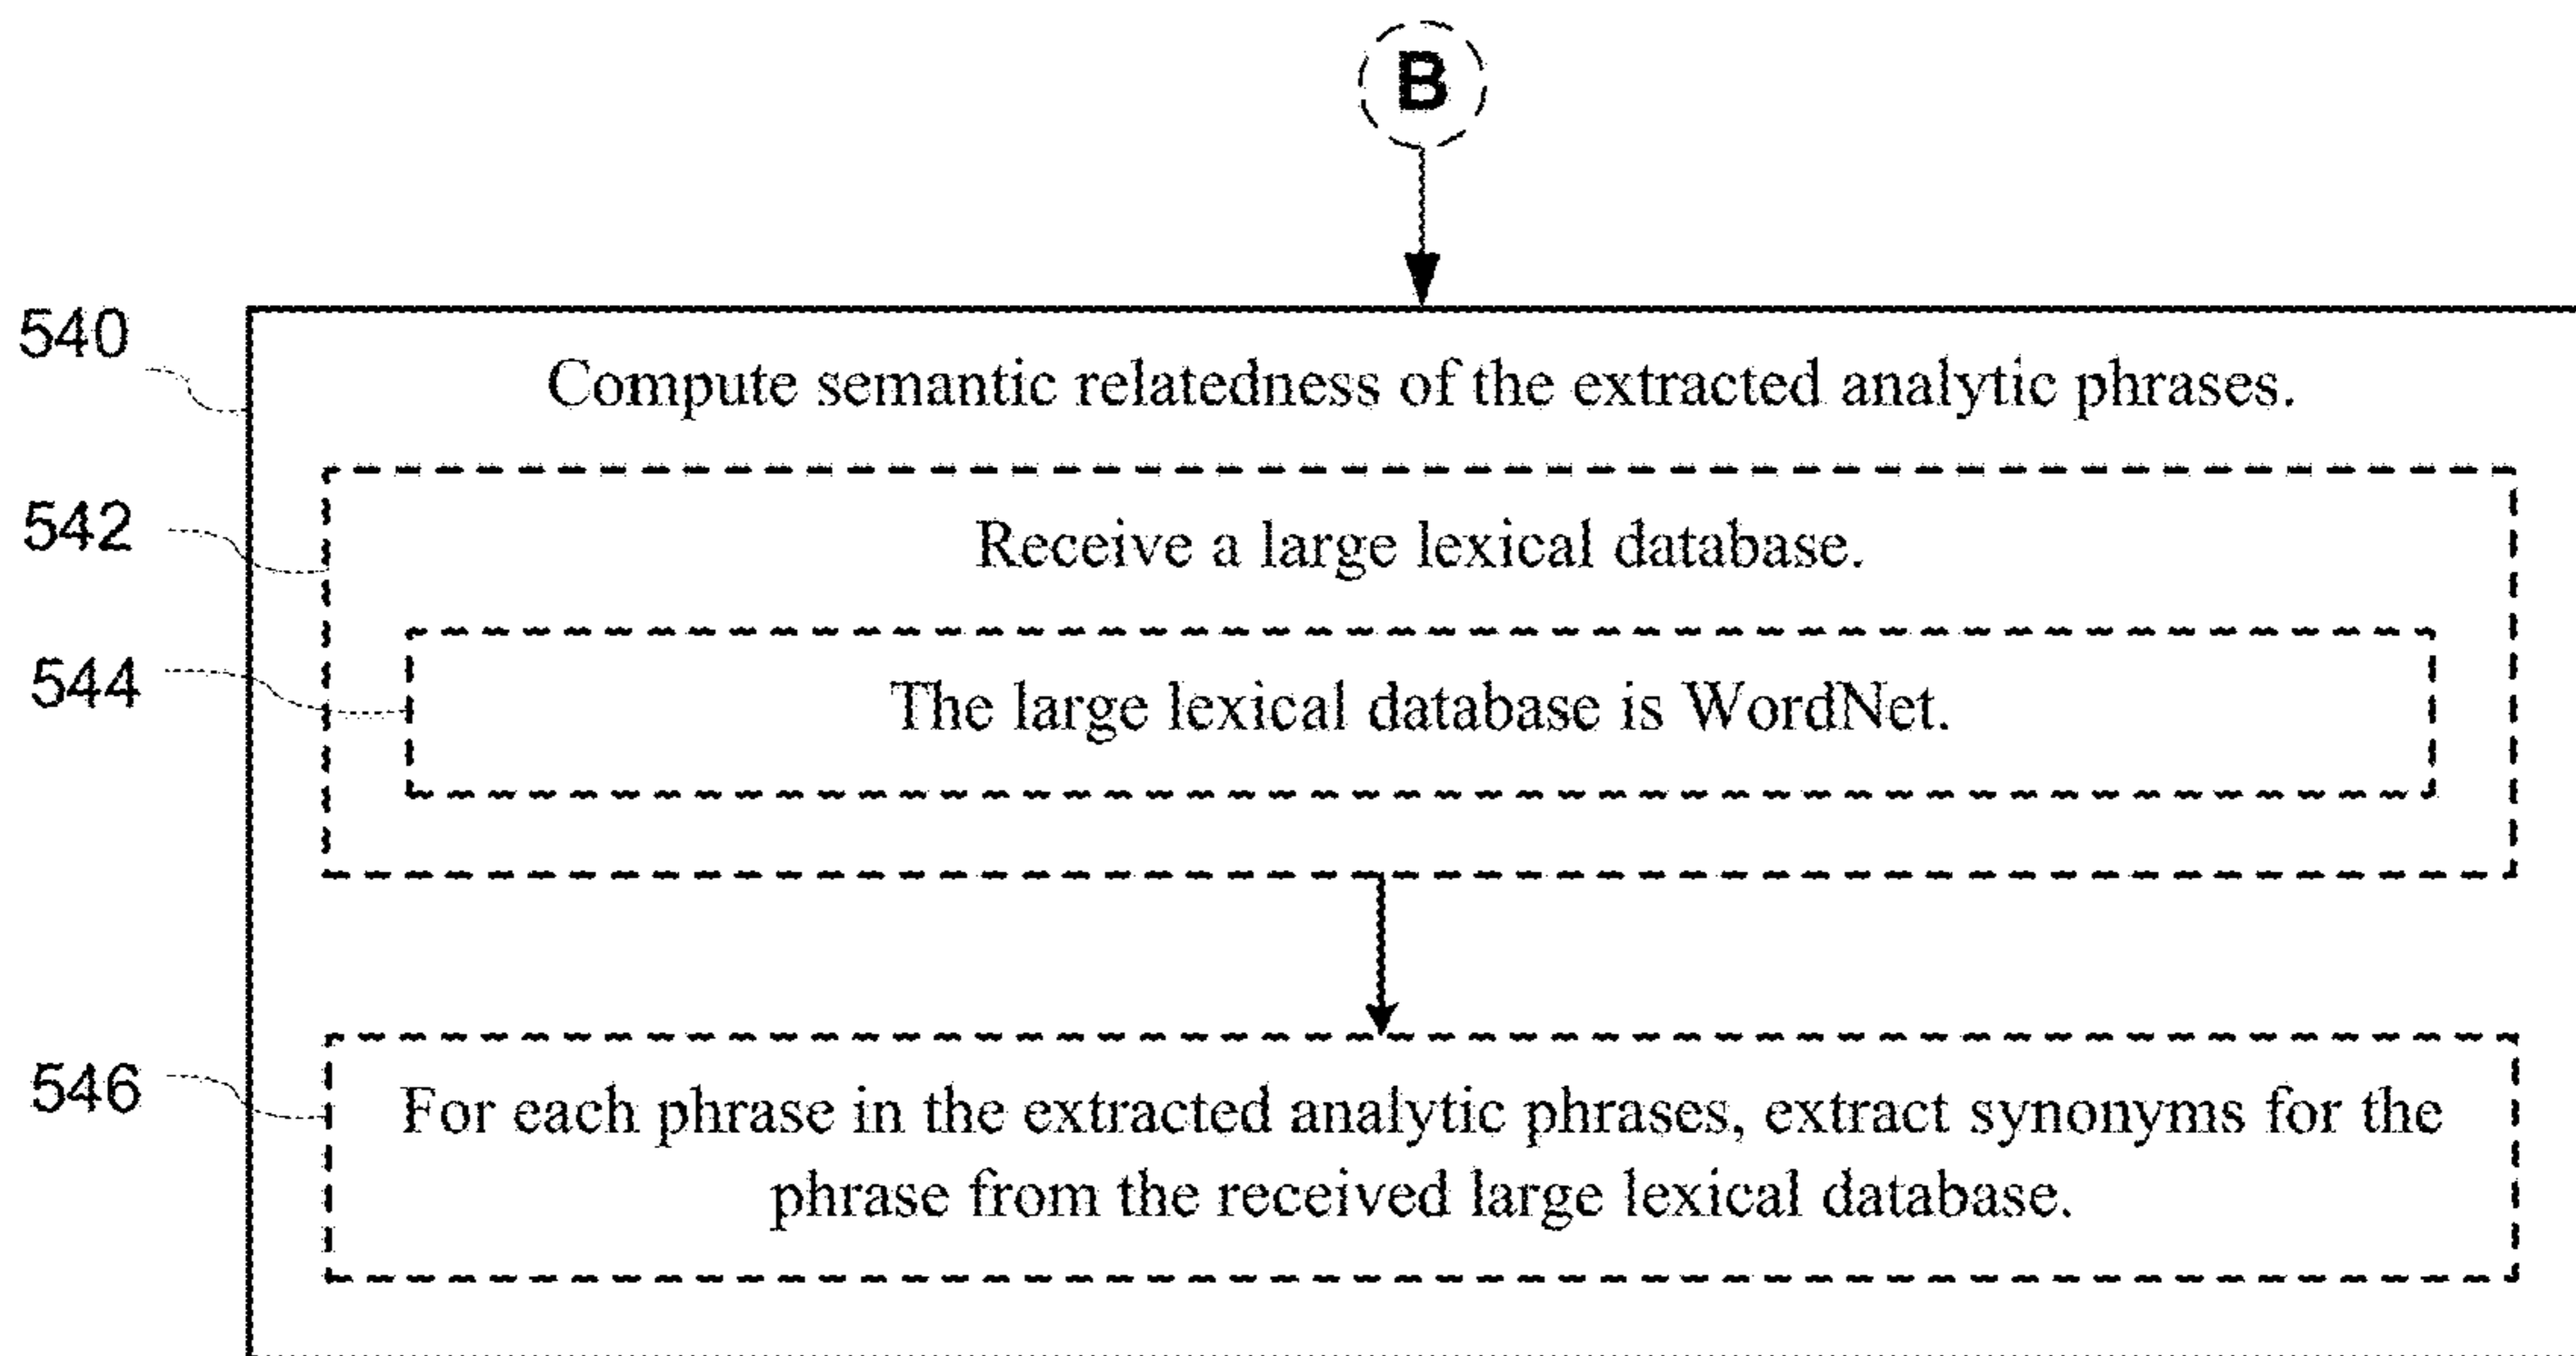 B
540
Compute semantic relatedness of the extracted analytic phrases.
542
Receive a large lexical database.
544
The large lexical database is WordNet.
546
For each phrase in the extracted analytic phrases, extract synonyms for the
phrase from the received large lexical database.